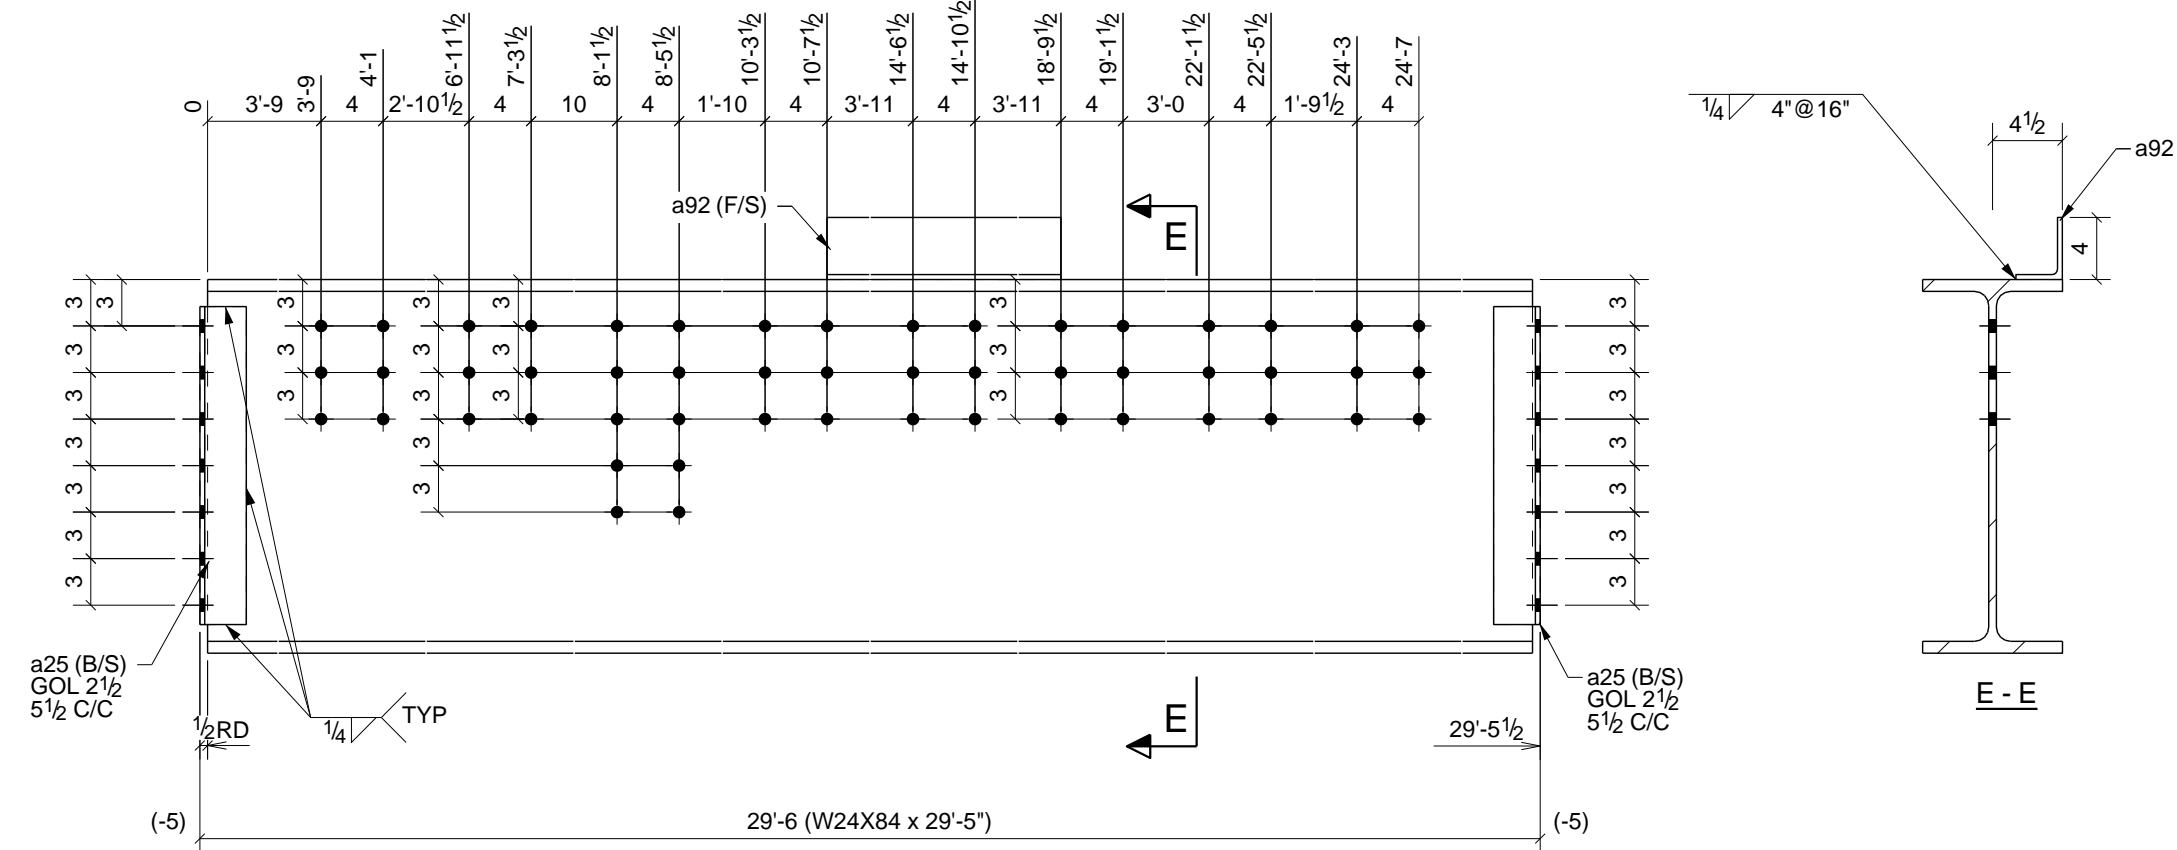 0 3'-9 4'-1 6'-11½ 7'-3½ 8'-1½ 8'-5½ 10'-3½ 10'-7½ 14'-6½ 14'-10½ 18'-9½ 19'-1½ 22'-1½ 22'-5½ 24'-3 24'-7
3'-9 4 2'-10½ 4 10 4 1'-10 4 3'-11 4 3'-11 4 3'-0 4 1'-9½ 4
1/4 4"@16"
4½
a92
4
a92 (F/S)
E
3 3 3 3 3 3 3
3 3 3 3 3 3
3 3 3 3 3 3
3 3 3
3 3
3 3
3 3
a25 (B/S)
GOL 2½
5½ C/C
½RD
1/4
TYP
E
29'-5½
a25 (B/S)
GOL 2½
5½ C/C
E - E
(-5) 29'-6 (W24X84 x 29'-5") (-5)